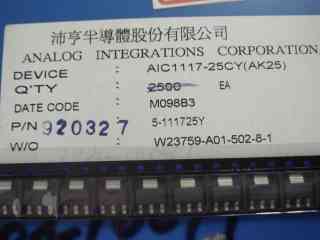 沛亨半導體股份有限公司
ANALOG INTEGRATIONS CORPORATION
DEVICE : AIC1117-25CY(AK25)
Q'TY : 2500 EA
DATE CODE : M098B3
P/N 920327 : 5-111725Y
W/O : W23759-A01-502-8-1